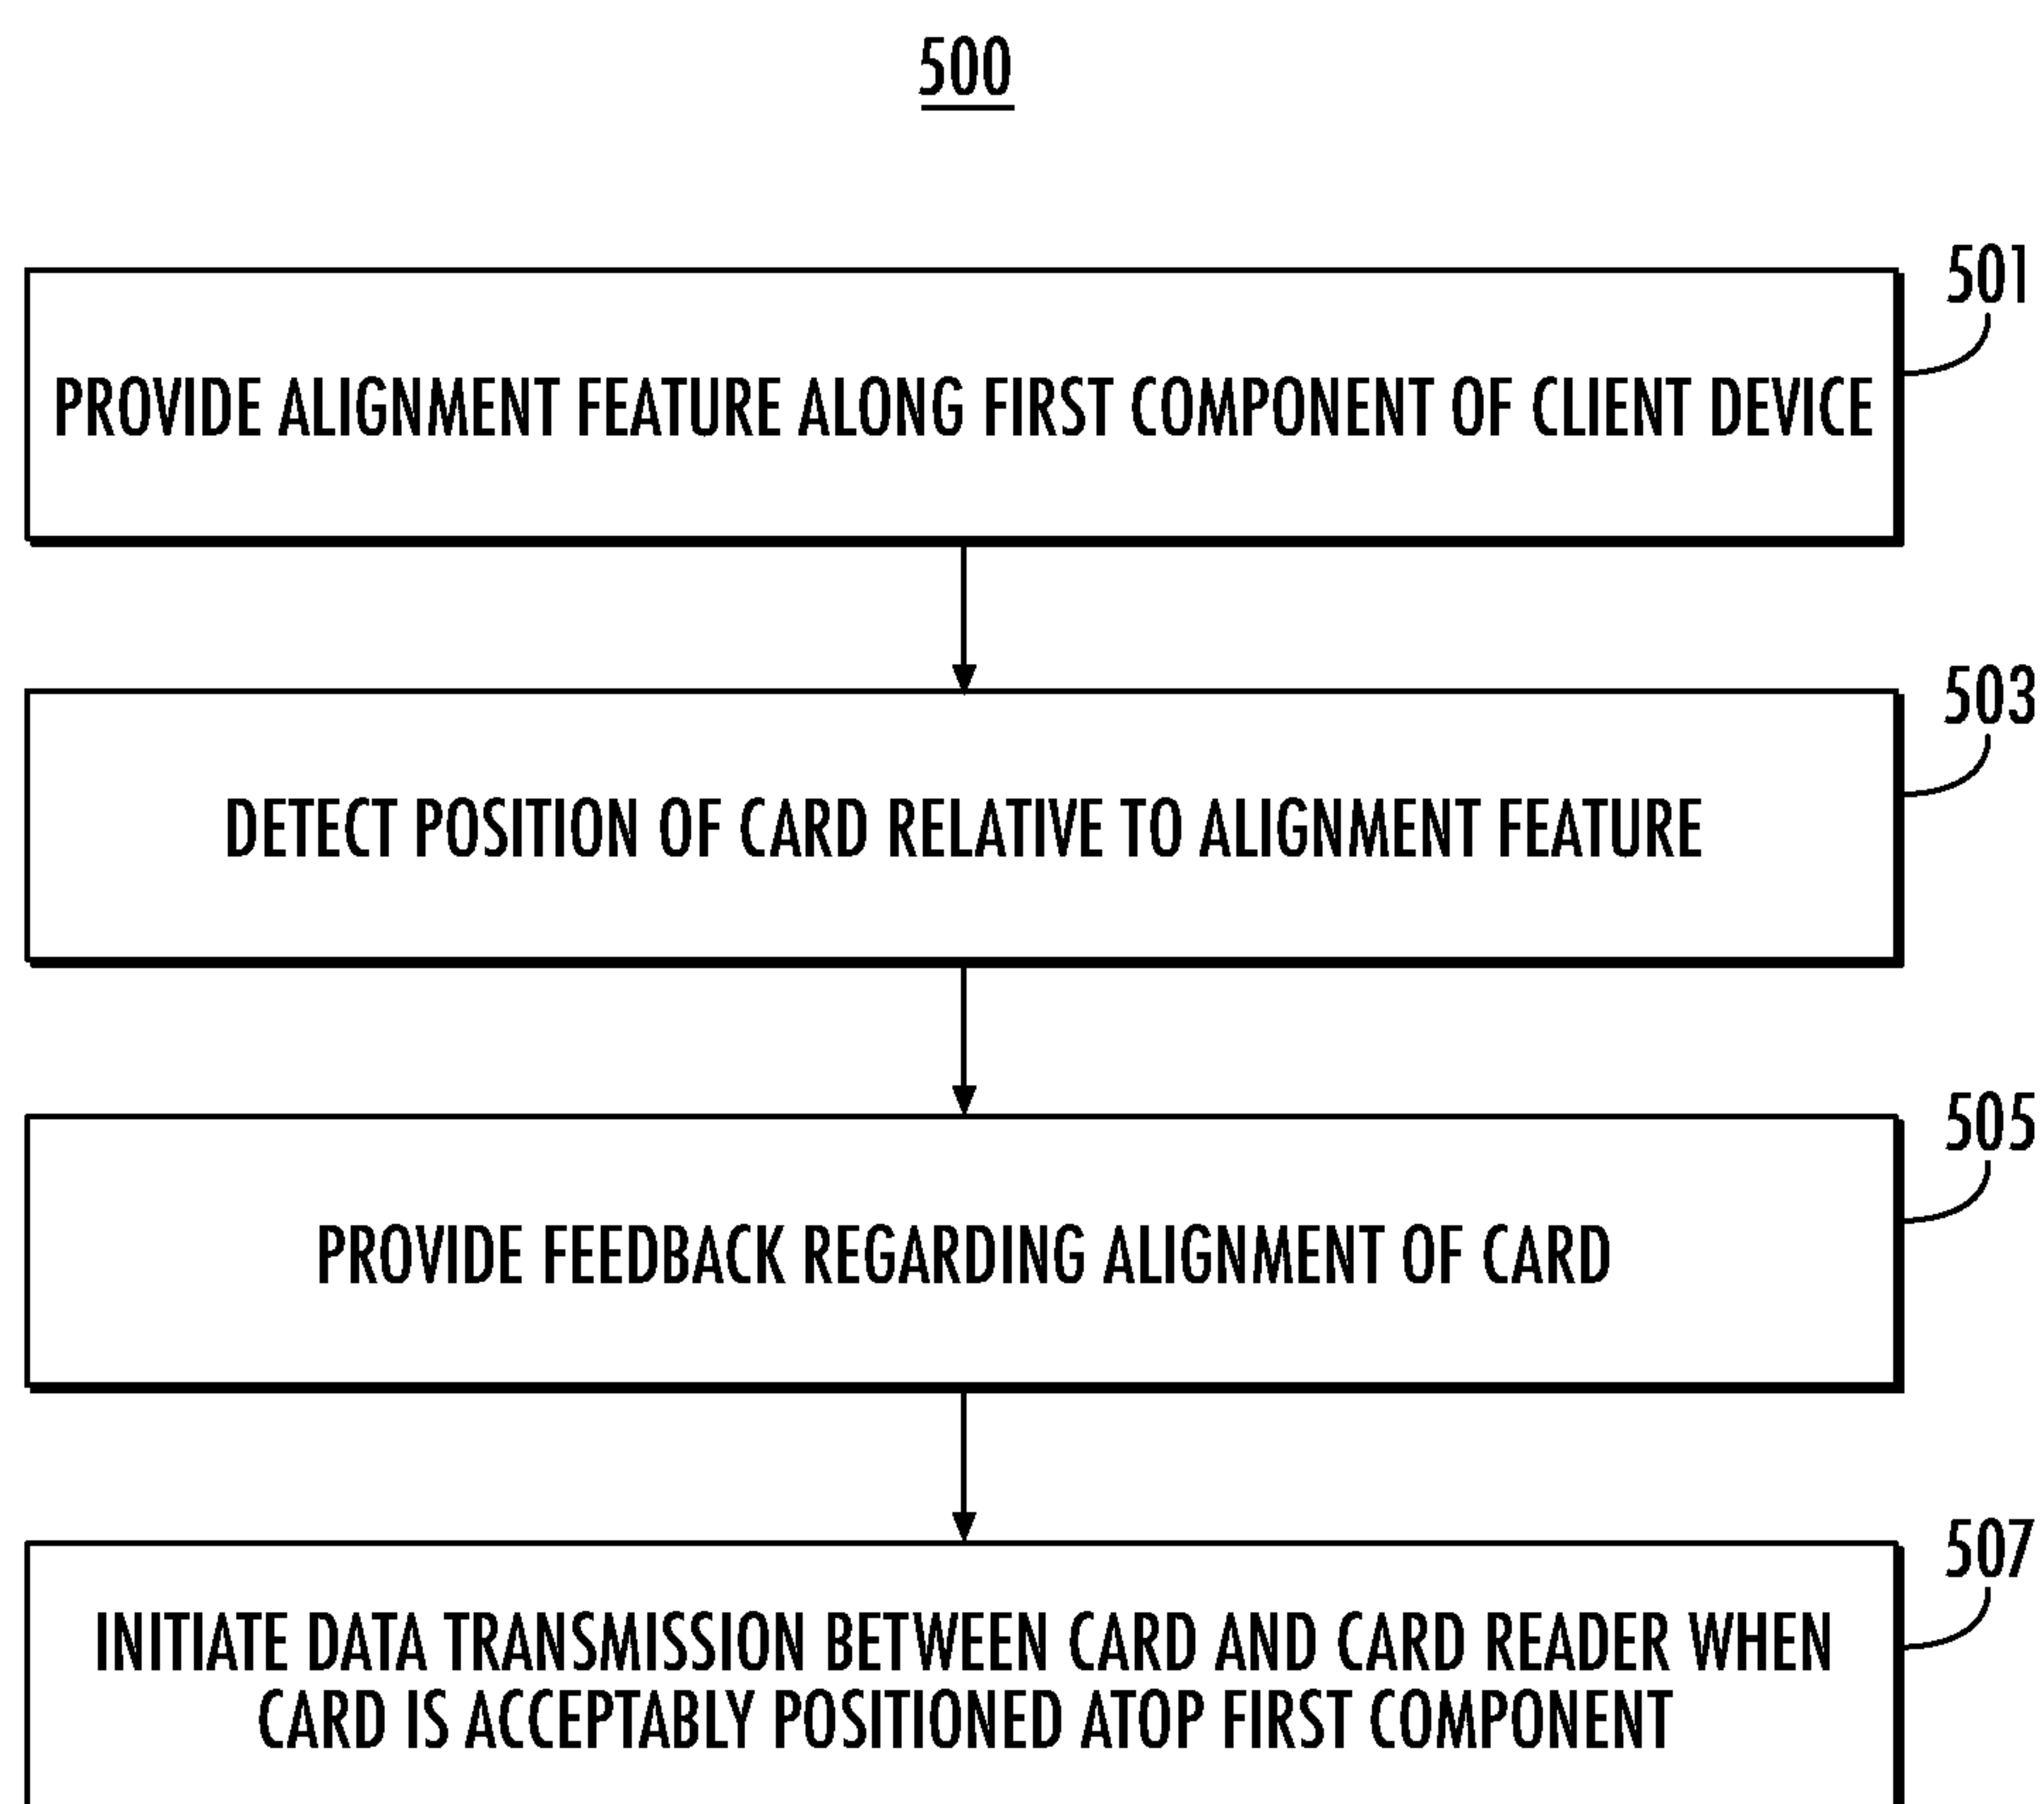 500
501
PROVIDE ALIGNMENT FEATURE ALONG FIRST COMPONENT OF CLIENT DEVICE
503
DETECT POSITION OF CARD RELATIVE TO ALIGNMENT FEATURE
505
PROVIDE FEEDBACK REGARDING ALIGNMENT OF CARD
507
INITIATE DATA TRANSMISSION BETWEEN CARD AND CARD READER WHEN
CARD IS ACCEPTABLY POSITIONED ATOP FIRST COMPONENT